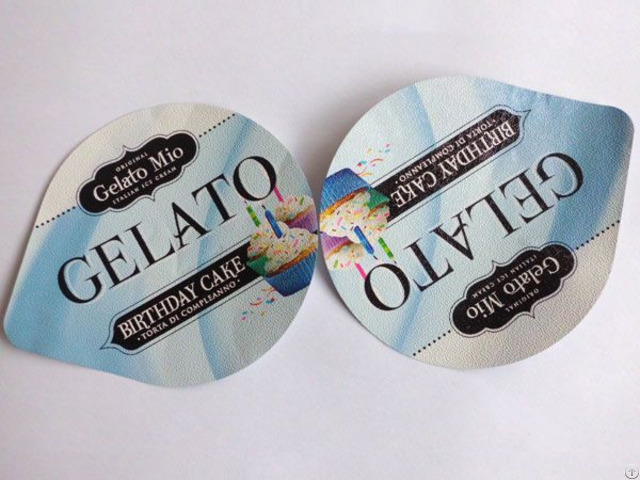 ORIGINAL
Gelato Mio
ITALIAN ICE CREAM
GELATO
BIRTHDAY CAKE
· TORTA DI COMPLEANNO ·
ORIGINAL
Gelato Mio
ITALIAN ICE CREAM
GELATO
BIRTHDAY CAKE
· TORTA DI COMPLEANNO ·